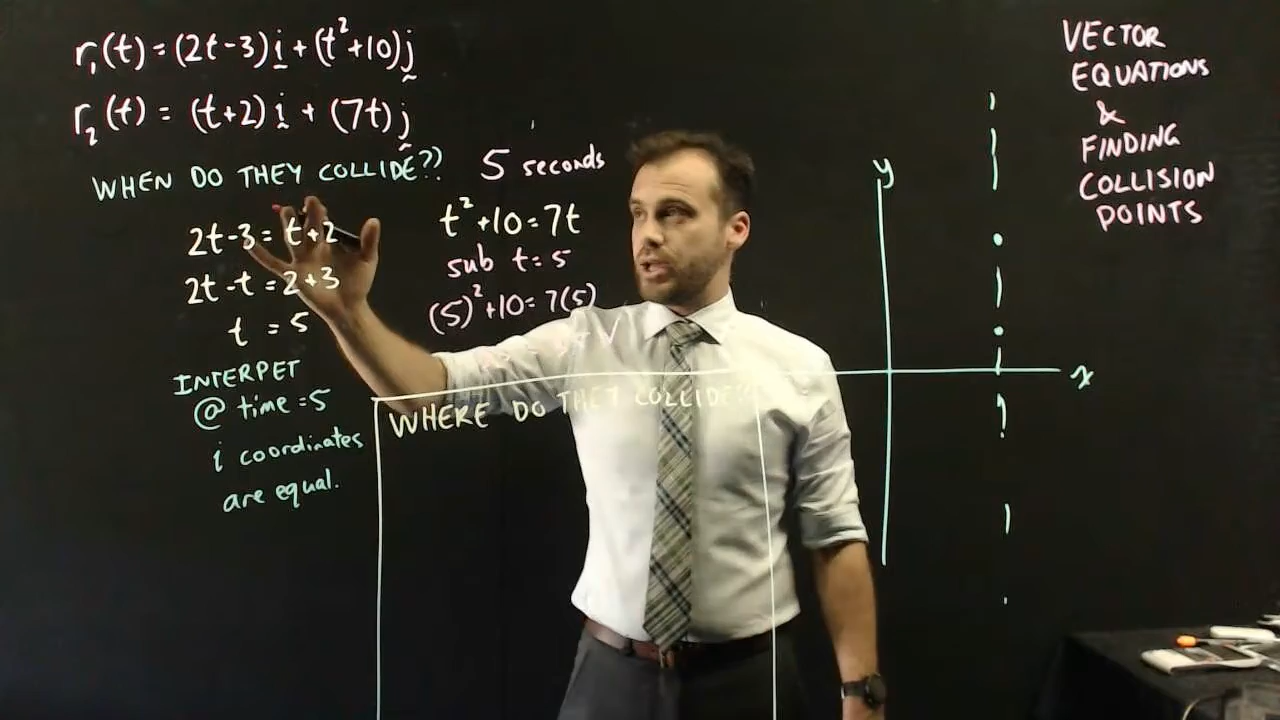 r₁(t) = (2t-3)i + (t²+10)j
r₂(t) = (t+2)i + (7t)j
WHEN DO THEY COLLIDE??
2t-3 = t+2
2t-t = 2+3
t = 5
INTERPET
@ time = 5
i coordinates
are equal.
5 seconds
t²+10 = 7t
sub t = 5
(5)²+10 = 7(5)
WHERE DO THEY COLLIDE??
y
x
VECTOR
EQUATIONS
&
FINDING
COLLISION
POINTS